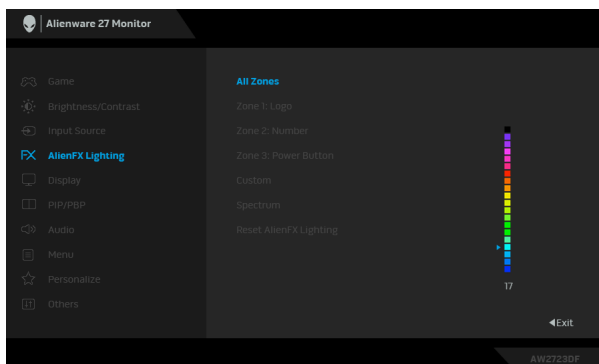 Alienware 27 Monitor
Game
Brightness/Contrast
Input Source
FX AlienFX Lighting
Display
PIP/PBP
Audio
Menu
Personalize
Others
All Zones
Zone 1: Logo
Zone 2: Number
Zone 3: Power Button
Custom
Spectrum
Reset AlienFX Lighting
17
Exit
AW2723DF